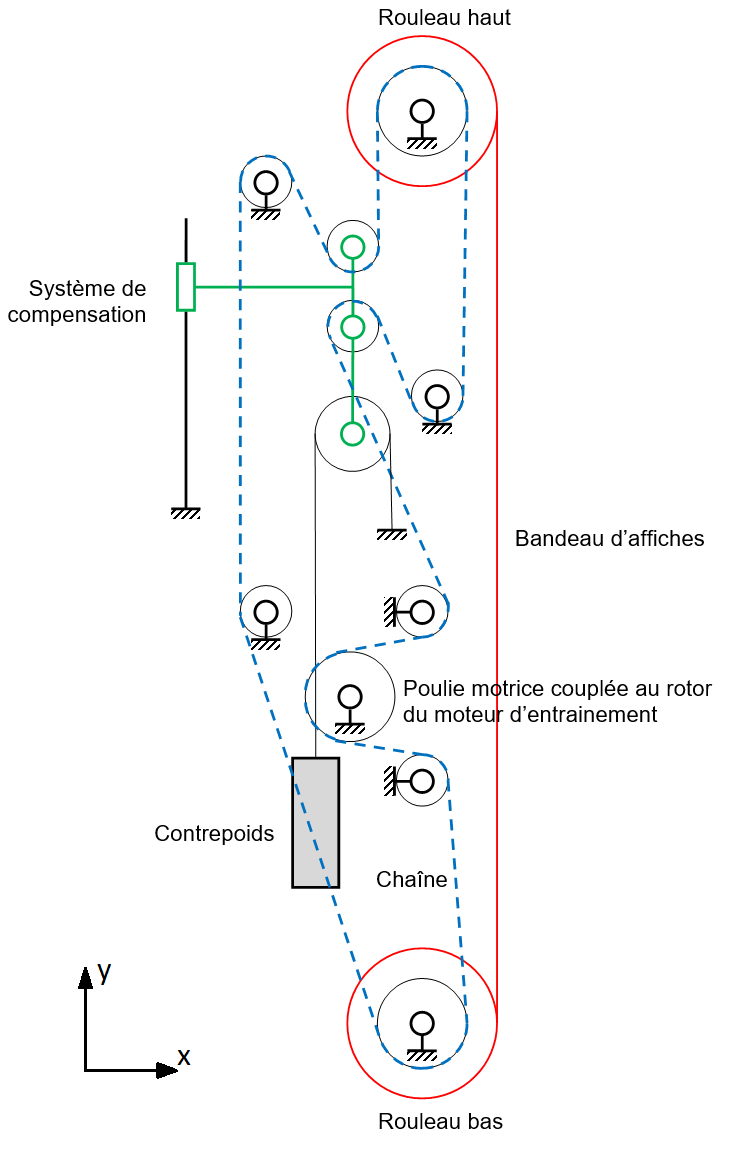 Rouleau haut
Système de
compensation
Bandeau d’affiches
Poulie motrice couplée au rotor
du moteur d’entrainement
Contrepoids
Chaîne
y
x
Rouleau bas